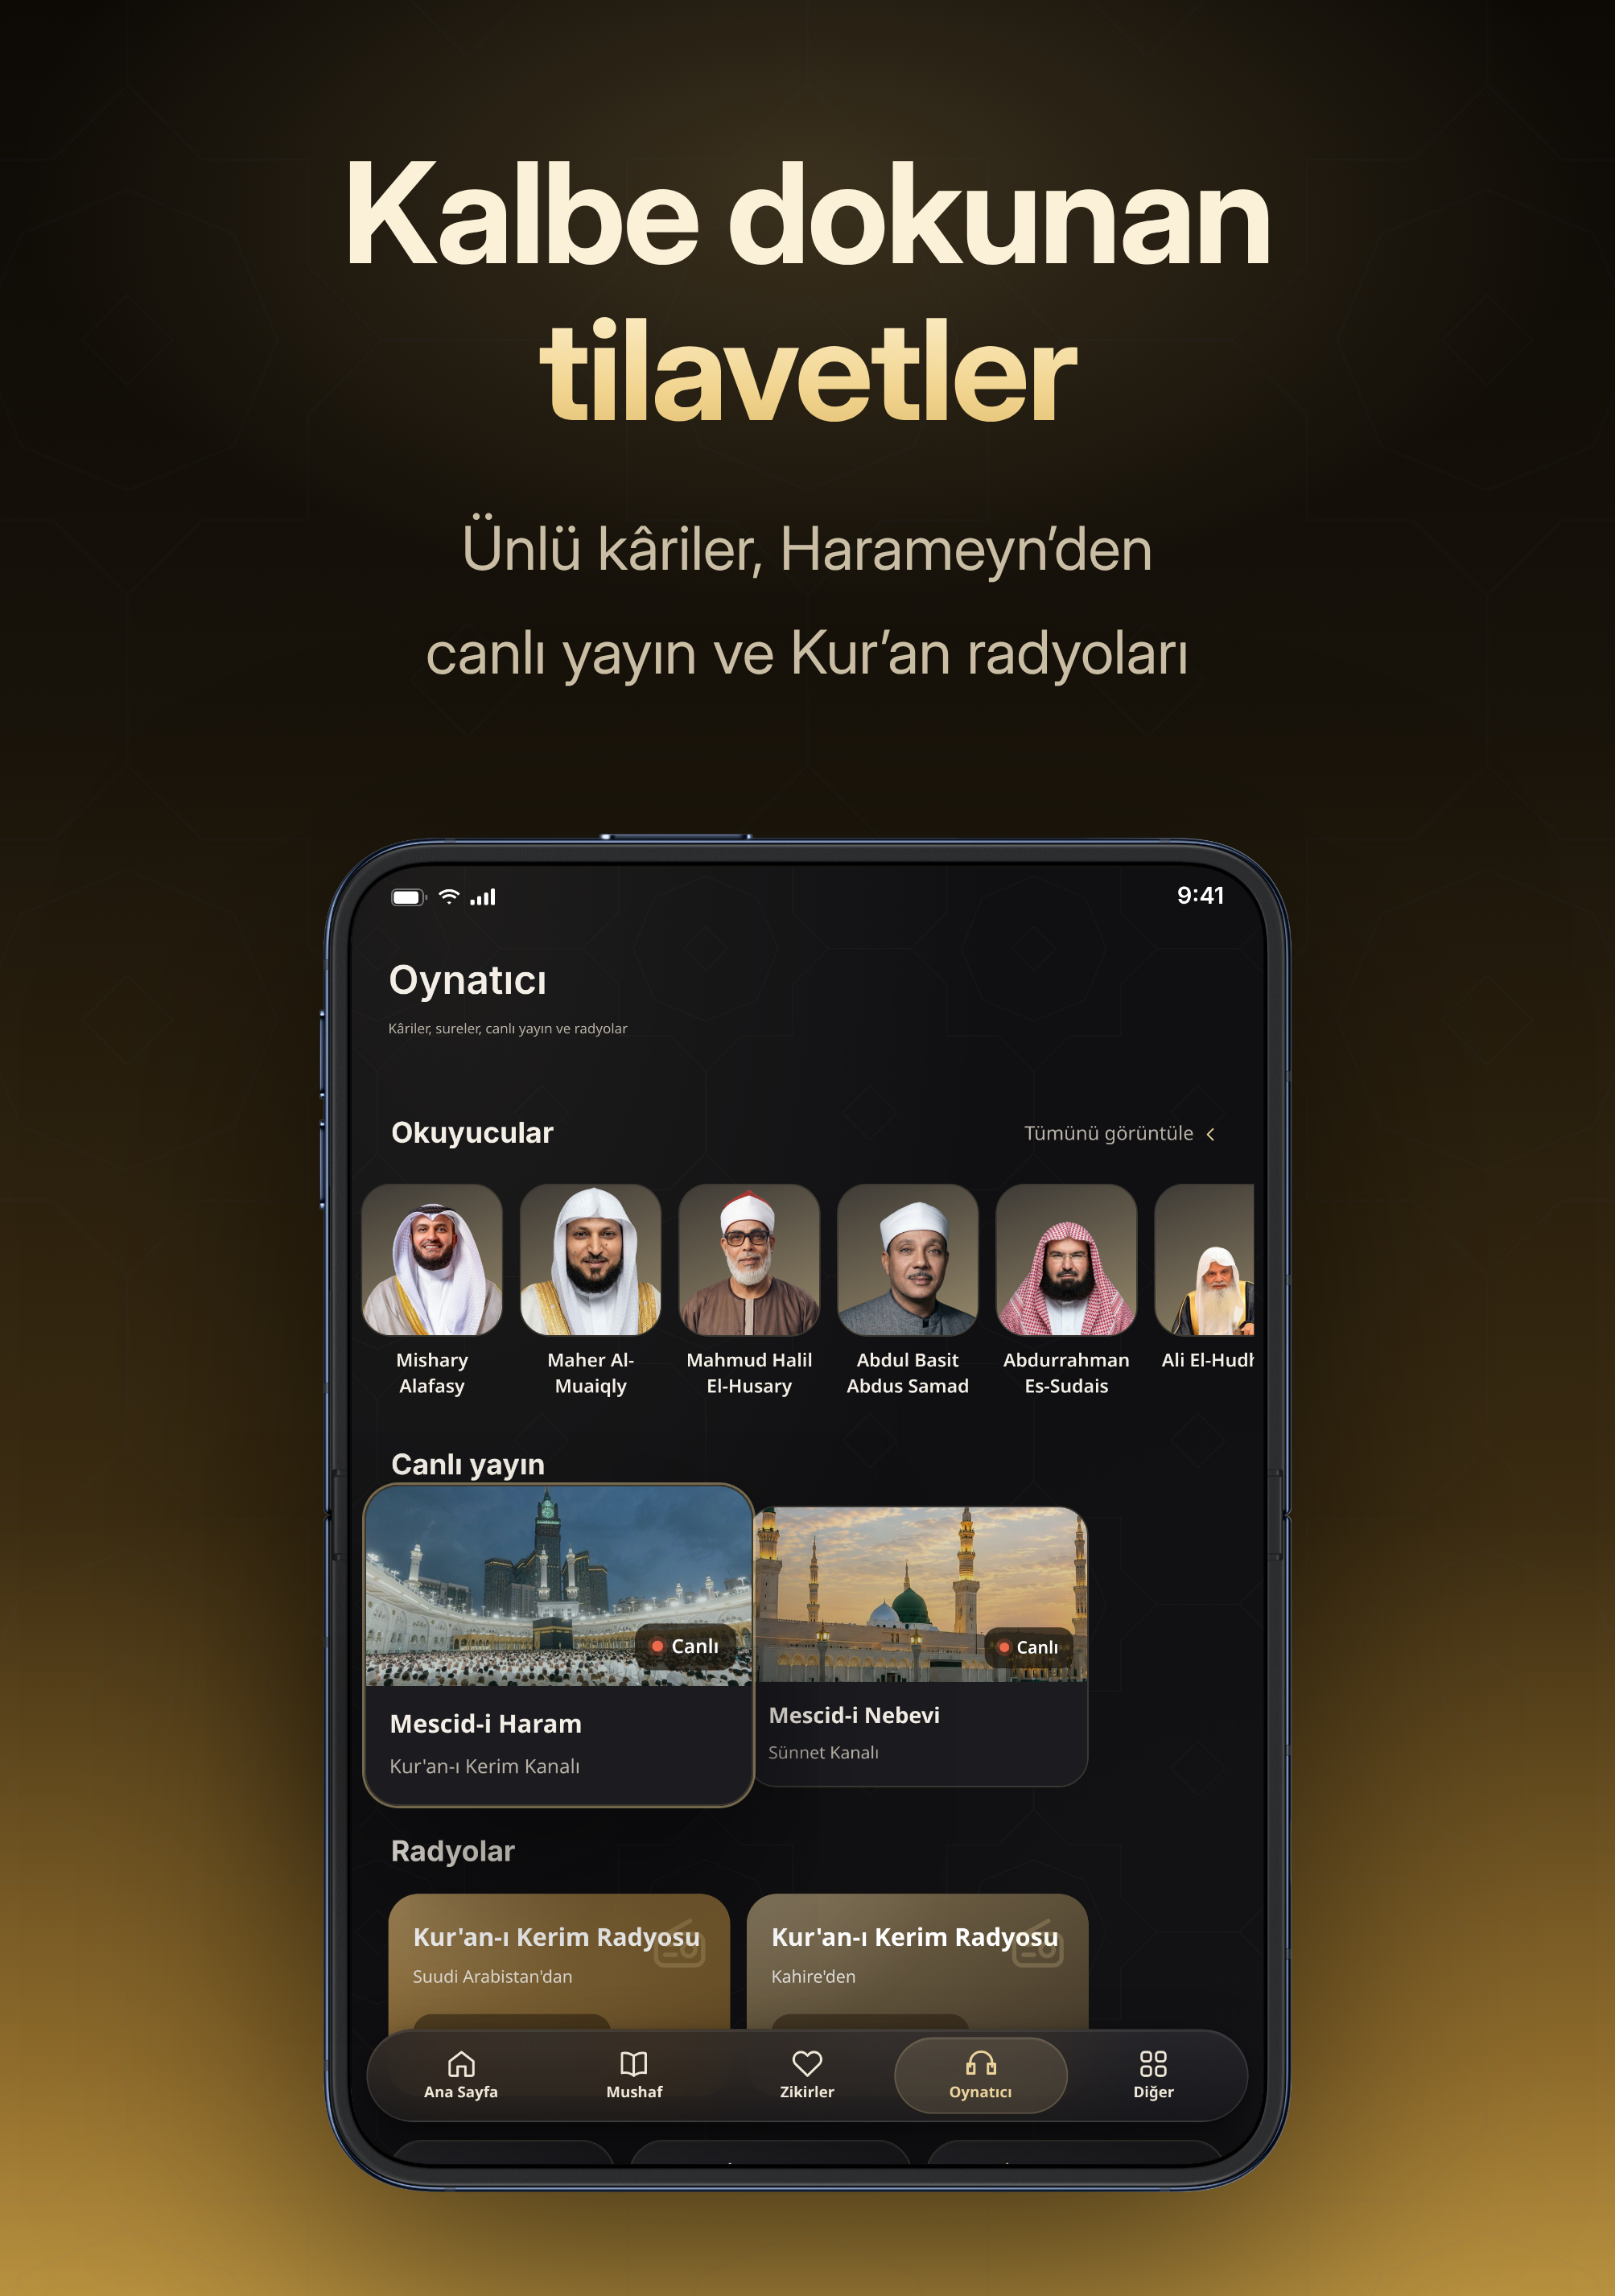 Kalbe dokunan
tilavetler
Ünlü kâriler, Harameyn’den
canlı yayın ve Kur’an radyoları
9:41
Oynatıcı
Kâriler, sureler, canlı yayın ve radyolar
Okuyucular
Tümünü görüntüle
Mishary
Alafasy
Maher Al-
Muaiqly
Mahmud Halil
El-Husary
Abdul Basit
Abdus Samad
Abdurrahman
Es-Sudais
Ali El-Hudh
Canlı yayın
Canlı
Mescid-i Haram
Kur'an-ı Kerim Kanalı
Canlı
Mescid-i Nebevi
Sünnet Kanalı
Radyolar
Kur'an-ı Kerim Radyosu
Suudi Arabistan'dan
Kur'an-ı Kerim Radyosu
Kahire'den
Ana Sayfa
Mushaf
Zikirler
Oynatıcı
Diğer